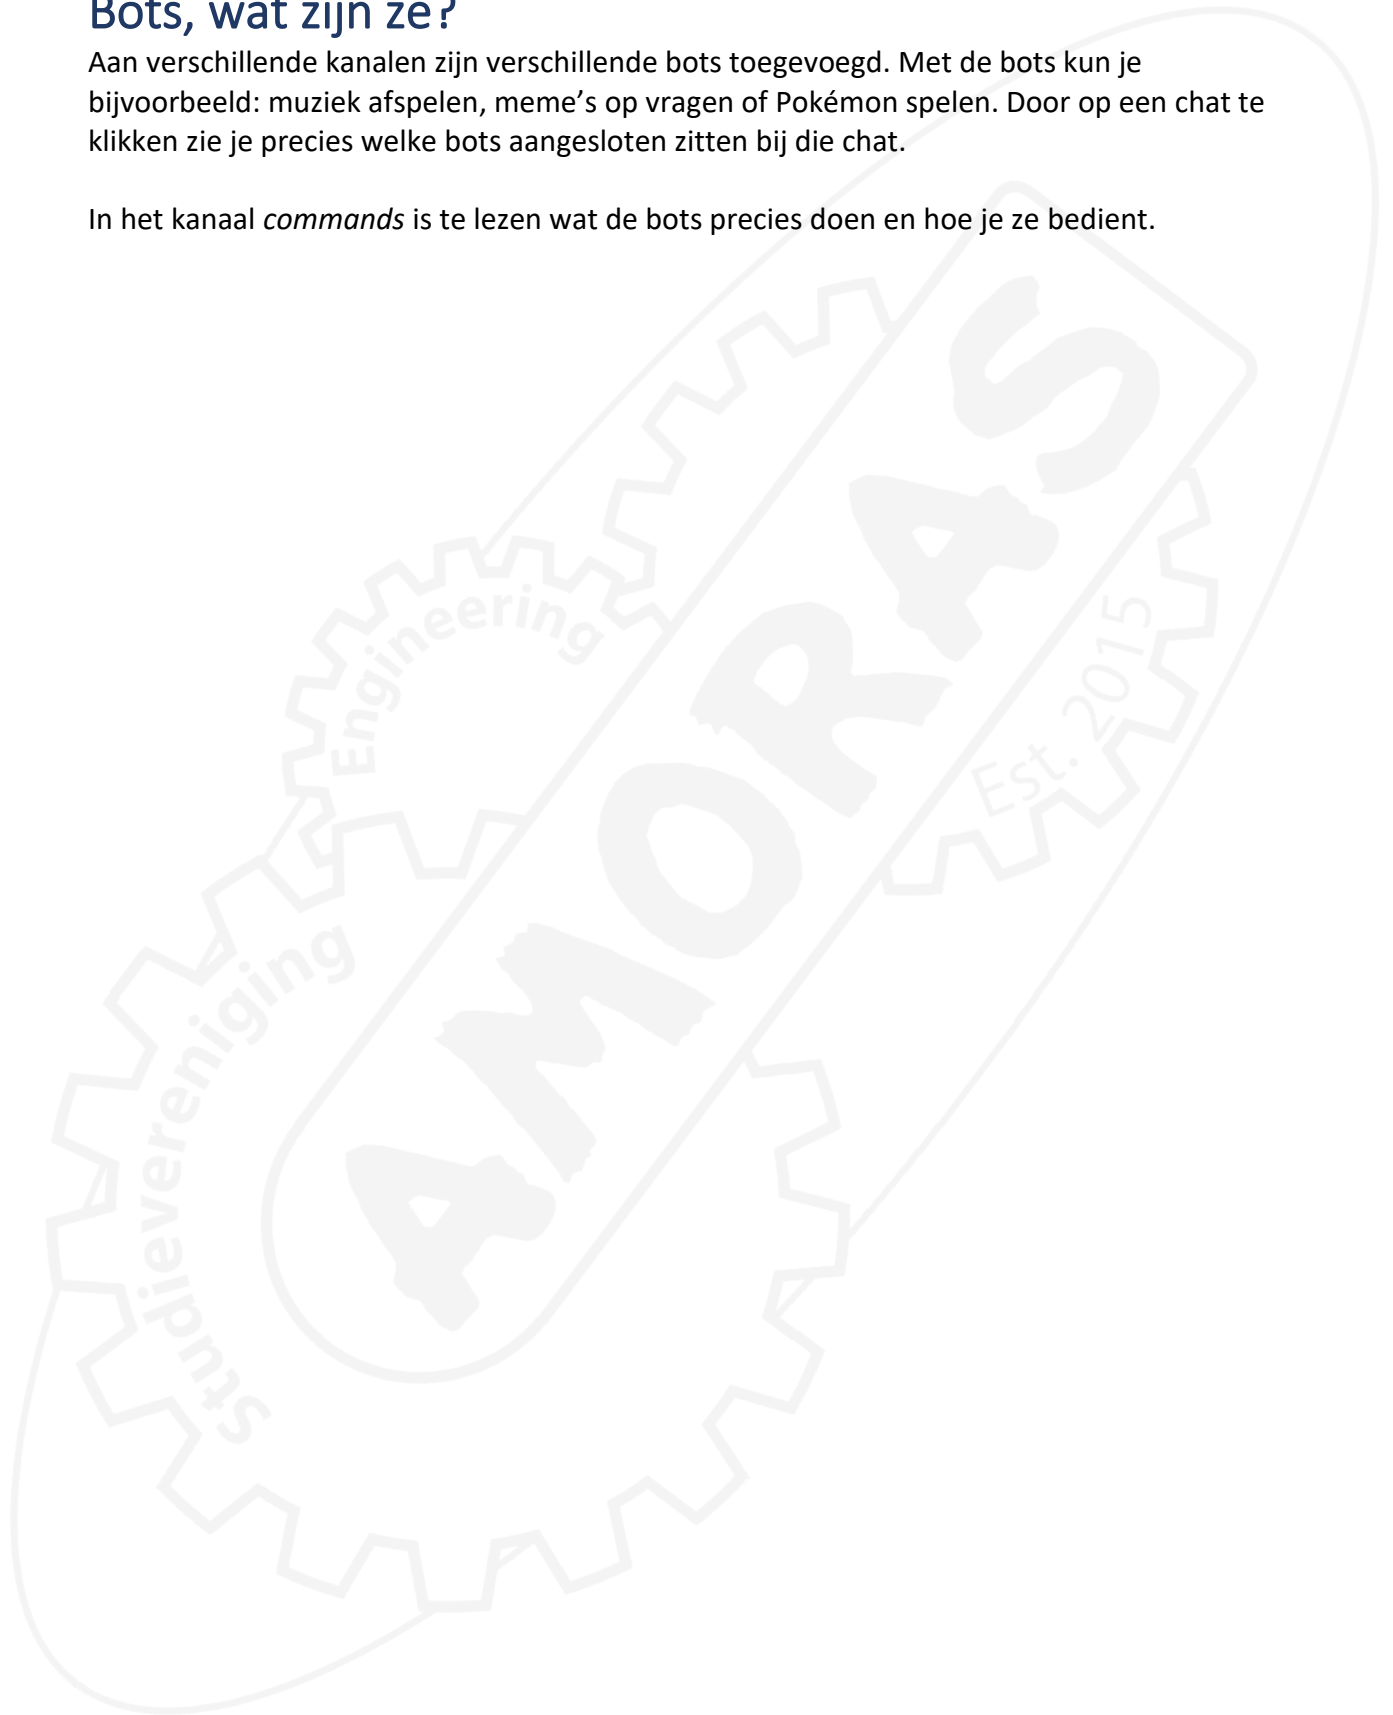 Bots, wat zijn ze?
Aan verschillende kanalen zijn verschillende bots toegevoegd. Met de bots kun je
bijvoorbeeld: muziek afspelen, meme’s op vragen of Pokémon spelen. Door op een chat te
klikken zie je precies welke bots aangesloten zitten bij die chat.
In het kanaal commands is te lezen wat de bots precies doen en hoe je ze bedient.
Engineering
AMORAS
Est. 2015
Studievereniging